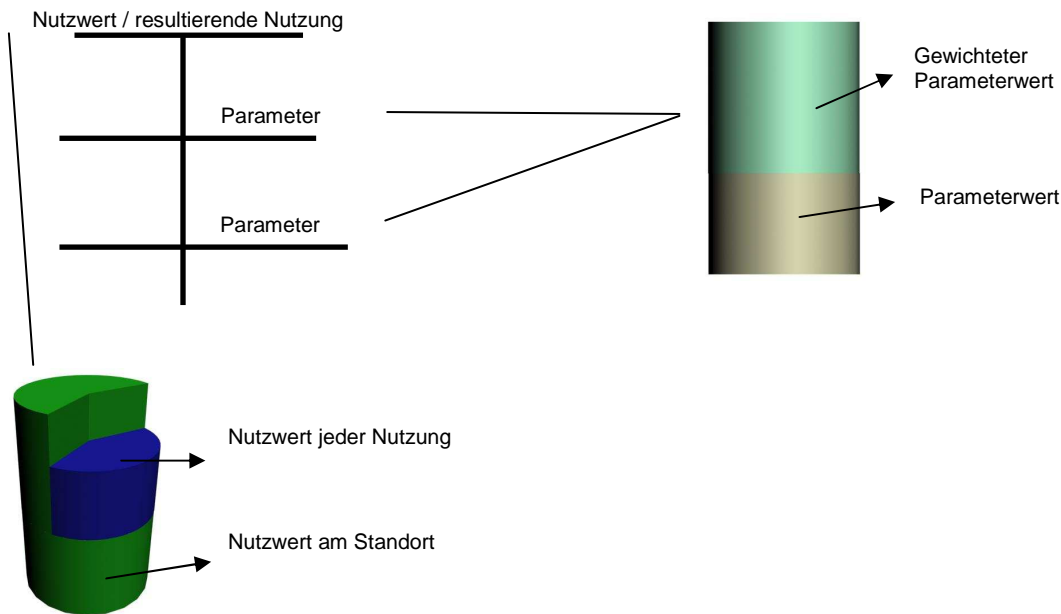 Nutzwert / resultierende Nutzung
Gewichteter
Parameterwert
Parameter
Parameterwert
Parameter
Nutzwert jeder Nutzung
Nutzwert am Standort